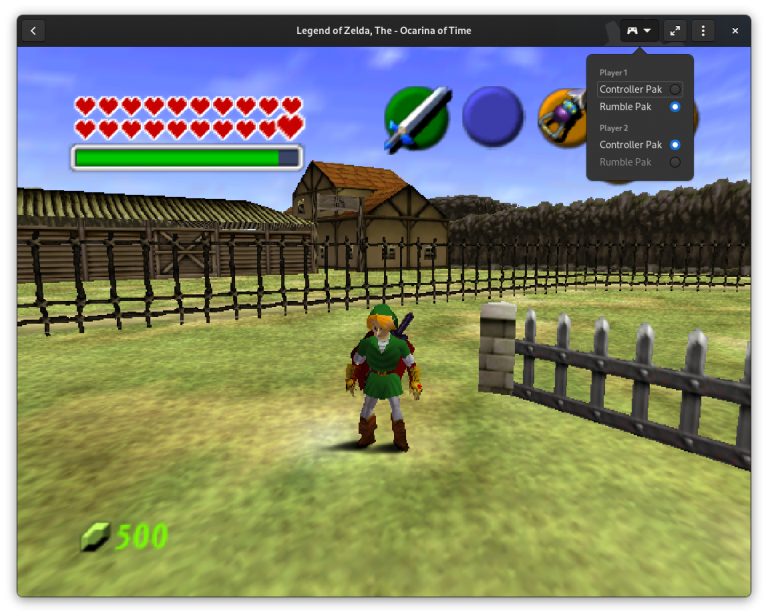 Legend of Zelda, The - Ocarina of Time
Player 1
Controller Pak
Rumble Pak
Player 2
Controller Pak
Rumble Pak
500